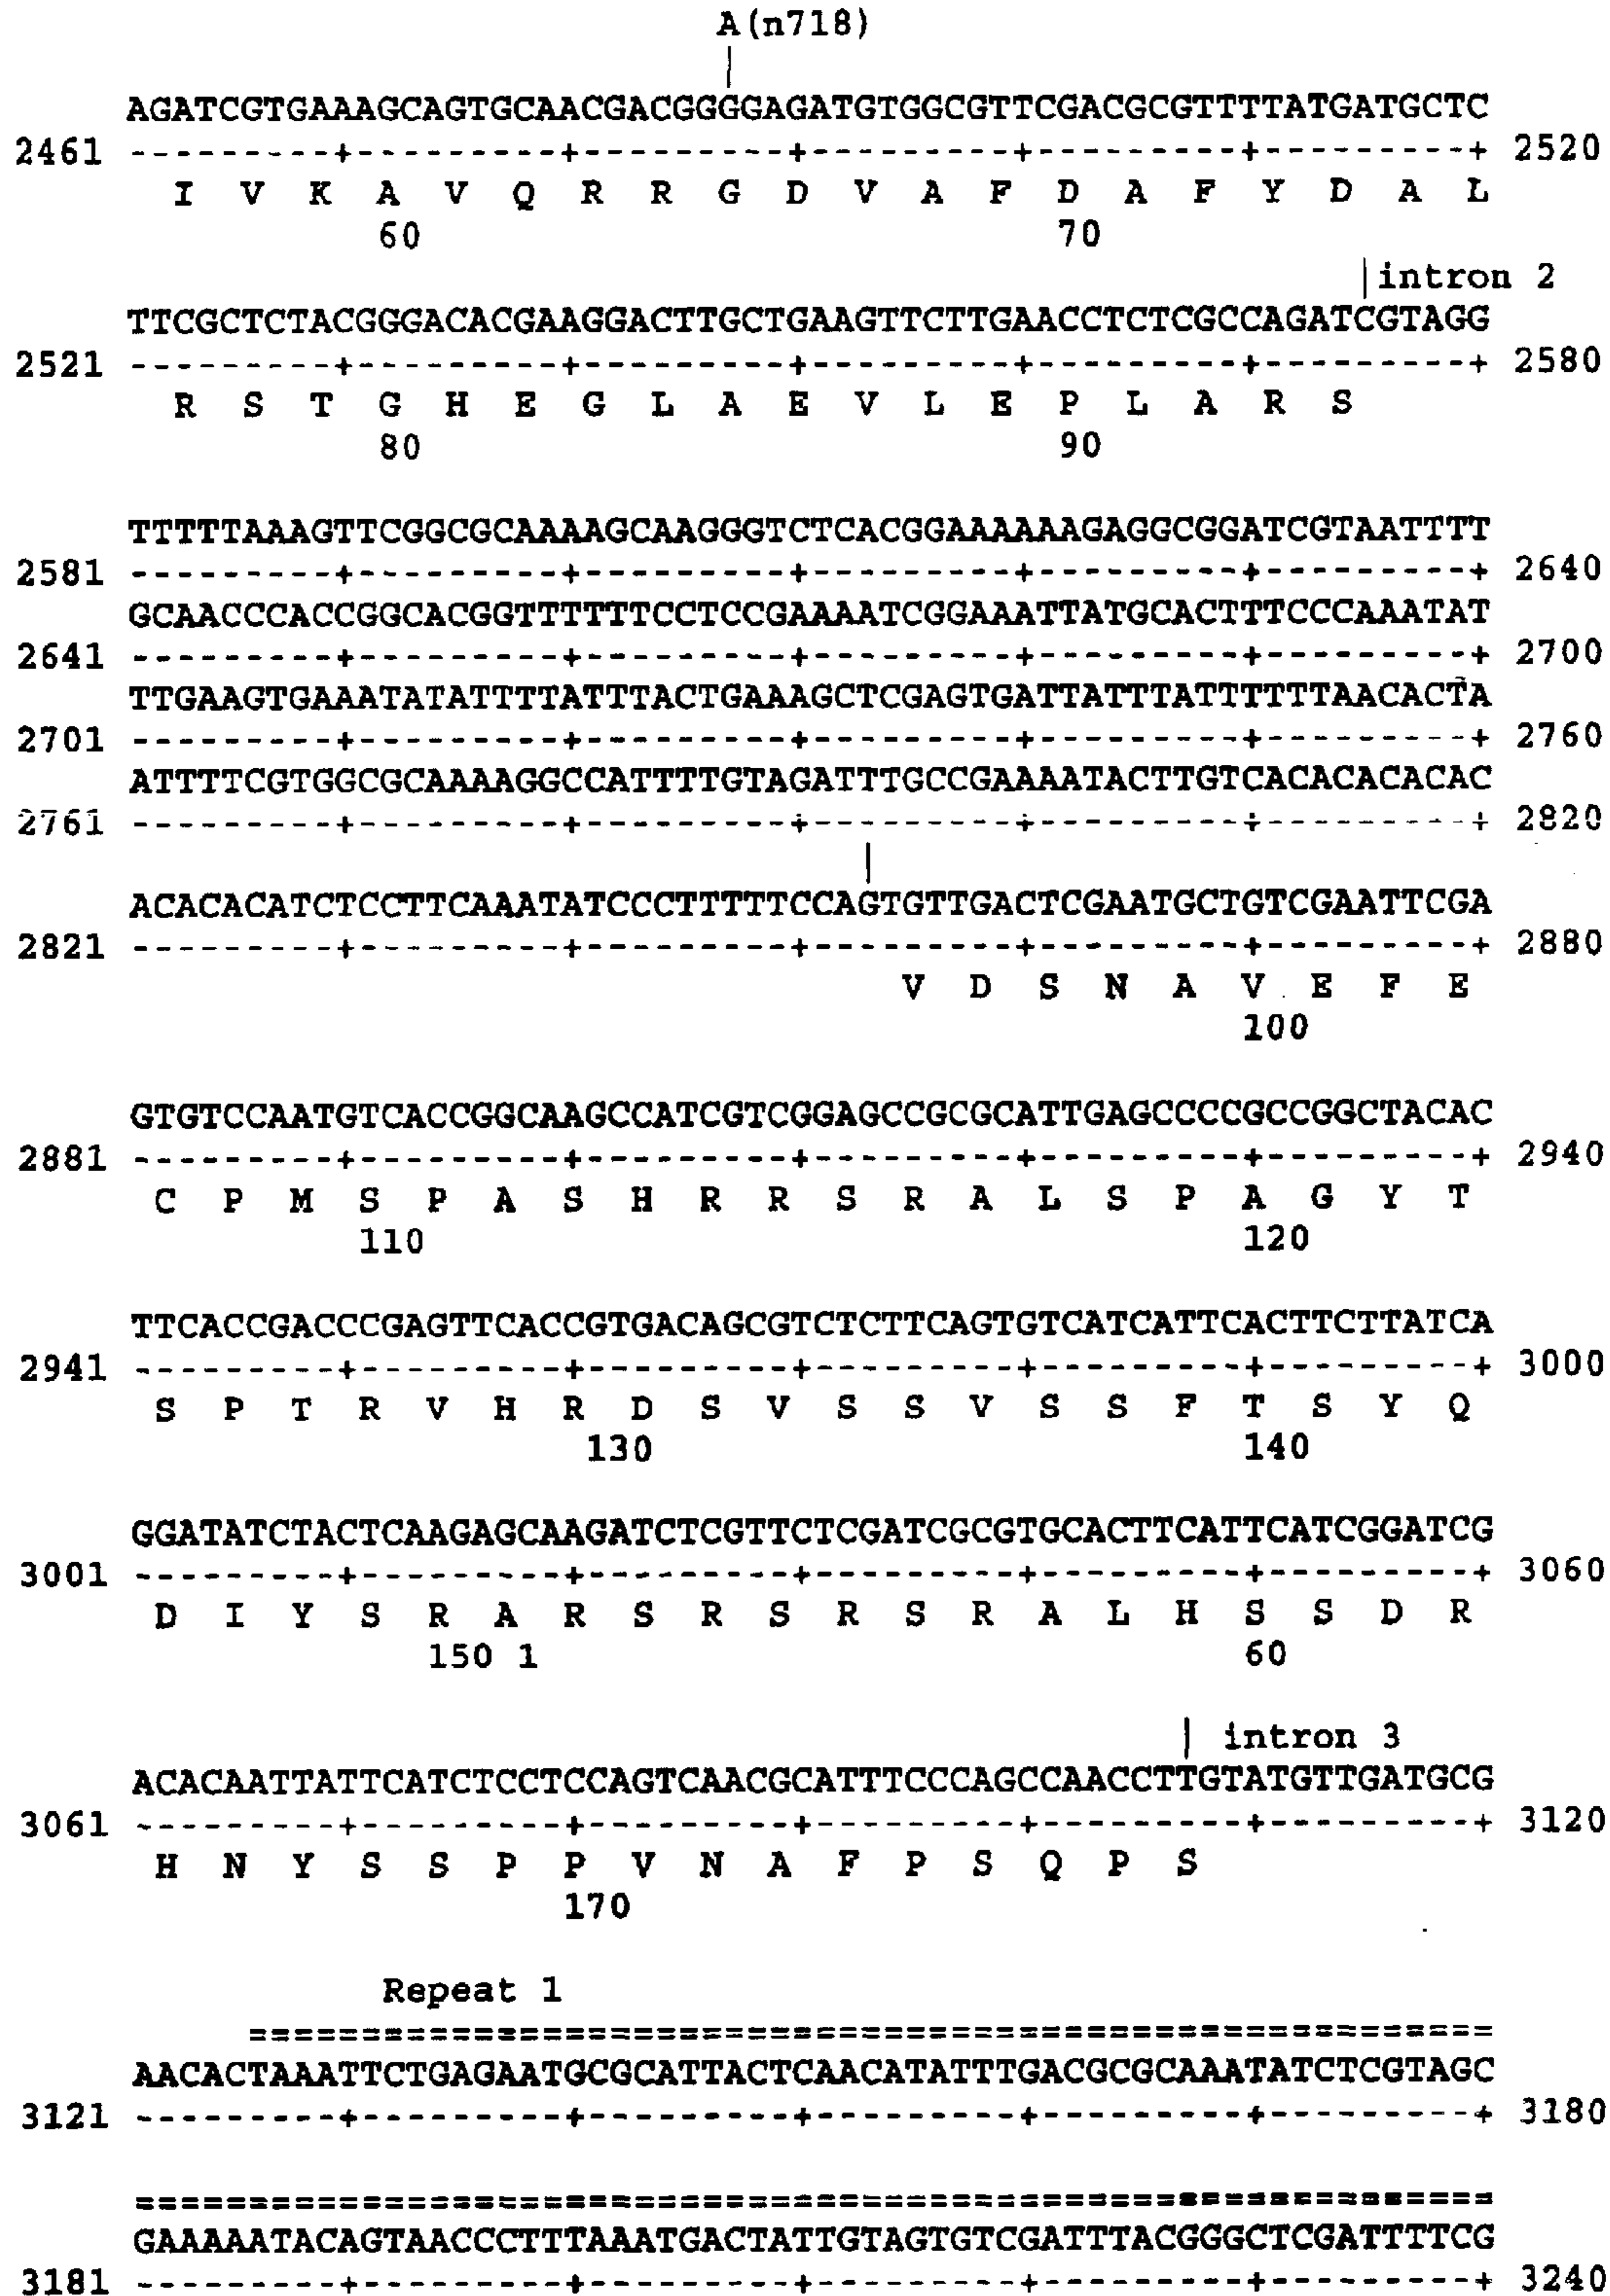 A(n718)
|
AGATCGTGAAAGCAGTGCAACGACGGGGAGATGTGGCGTTCGACGCGTTTTATGATGCTC
2461 ---------+---------+---------+---------+---------+---------+ 2520
I V K A V Q R R G D V A F D A F Y D A L
60 70
|intron 2
TTCGCTCTACGGGACACGAAGGACTTGCTGAAGTTCTTGAACCTCTCGCCAGATCGTAGG
2521 ---------+---------+---------+---------+---------+---------+ 2580
R S T G H E G L A E V L E P L A R S
80 90
TTTTTAAAGTTCGGCGCAAAAAGCAAGGGTCTCACGGAAAAAAAGAGGCGGATCGTAATTTT
2581 ---------+---------+---------+---------+---------+---------+ 2640
GCAACCCACCGGCACGGTTTTTTCCTCCGAAAATCGGAAATTATGCACTTTCCCAAATAT
2641 ---------+---------+---------+---------+---------+---------+ 2700
TTGAAGTGAAATATATTTTATTTACTGAAAGCTCGAGTGATTATTTATTTTTTAACACTA
2701 ---------+---------+---------+---------+---------+---------+ 2760
ATTTTCGTGGCGCAAAAGGCCATTTTGTAGATTTGCCGAAAATACTTGTCACACACACAC
2761 ---------+---------+---------+---------+---------+---------+ 2820
|
ACACACATCTCCTTCAAATATCCCTTTTTCCAGTGTTGACTCGAATGCTGTCGAATTCGA
2821 ---------+---------+---------+---------+---------+---------+ 2880
V D S N A V E F E
100
GTGTCCAATGTCACCGGCAAGCCATCGTCGGAGCCGCGCATTGAGCCCCGCCGGCTACAC
2881 ---------+---------+---------+---------+---------+---------+ 2940
C P M S P A S H R R S R A L S P A G Y T
110 120
TTCACCGACCCGAGTTCACCGTGACAGCGTCTCTTCAGTGTCATCATTCACTTCTTATCA
2941 ---------+---------+---------+---------+---------+---------+ 3000
S P T R V H R D S V S S V S S F T S Y Q
130 140
GGATATCTACTCAAGAGCAAGATCTCGTTCTCGATCGCGTGCACTTCATTCATCGGATCG
3001 ---------+---------+---------+---------+---------+---------+ 3060
D I Y S R A R S R S R S R A L H S S D R
150 1 60
| intron 3
ACACAATTATTCATCTCCTCCAGTCAACGCATTTCCCAGCCAACCTTGTATGTTGATGCG
3061 ---------+---------+---------+---------+---------+---------+ 3120
H N Y S S P P V N A F P S Q P S
170
Repeat 1
=======================================================
AACACTAAATTCTGAGAATGCGCATTACTCAACATATTTGACGCGCAAATATCTCGTAGC
3121 ---------+---------+---------+---------+---------+---------+ 3180
============================================================
GAAAAATACAGTAACCCTTTAAATGACTATTGTAGTGTCGATTTACGGGCTCGATTTTCG
3181 ---------+---------+---------+---------+---------+---------+ 3240